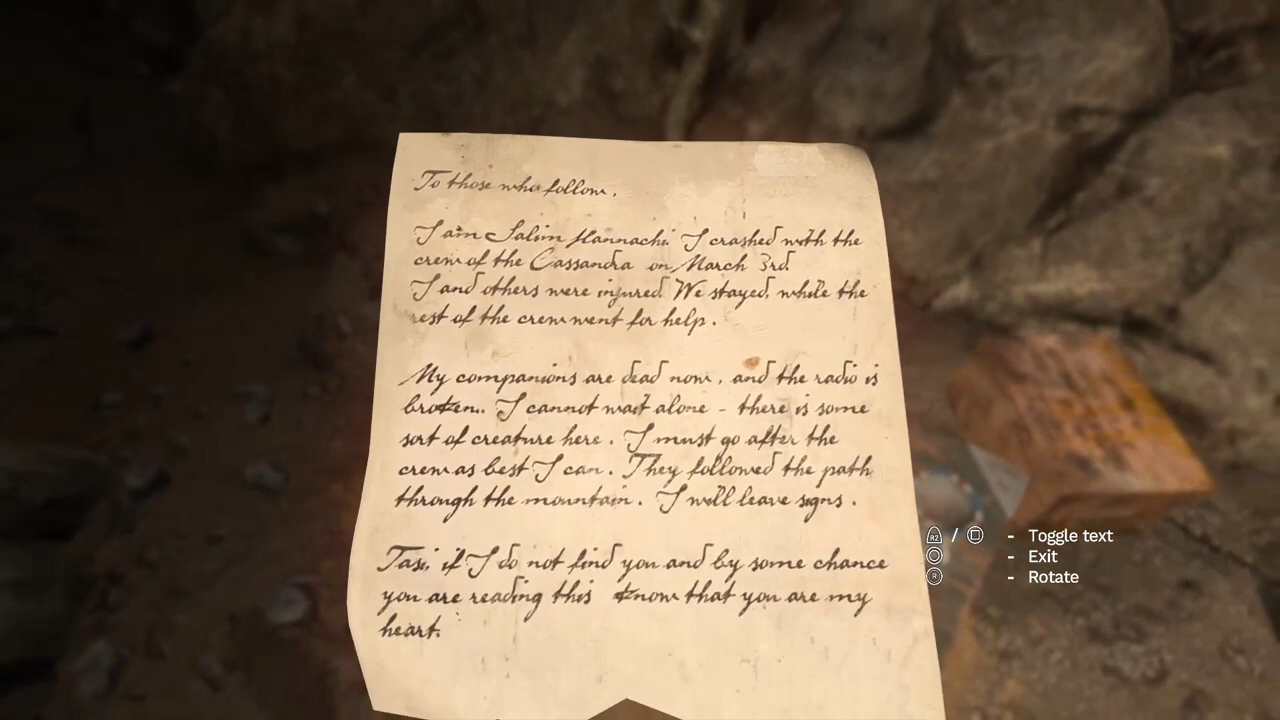 To those who follow.
I am Salim Hannachi. I crashed with the
crew of the Cassandra on March 3rd.
I and others were injured. We stayed, while the
rest of the crew went for help.
My companions are dead now, and the radio is
broken. I cannot wait alone - there is some
sort of creature here. I must go after the
crew as best I can. They followed the path
through the mountain. I will leave signs.
Tasi, if I do not find you and by some chance
you are reading this know that you are my
heart.
R2 / - Toggle text
- Exit
R - Rotate